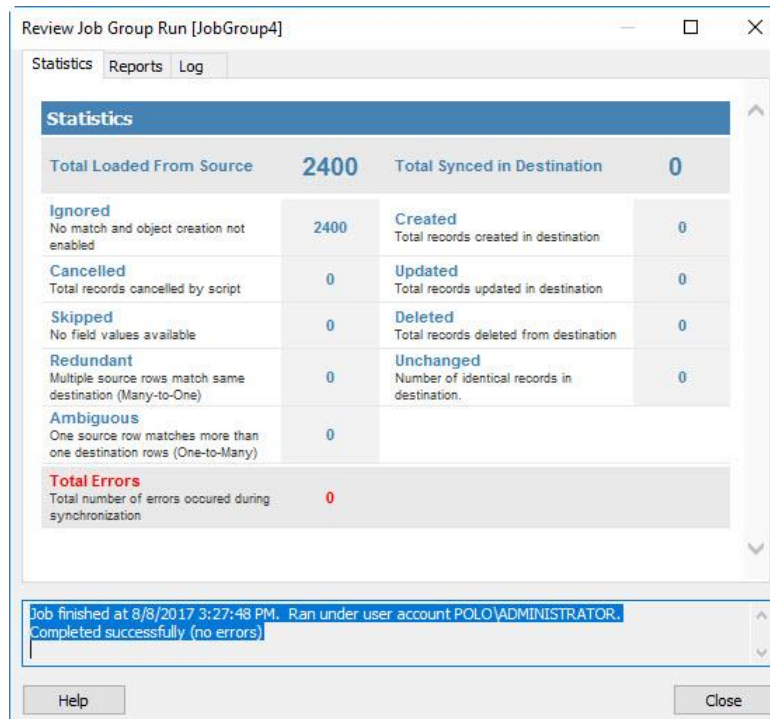 Review Job Group Run [JobGroup4]
Statistics Reports Log
Statistics
Total Loaded From Source 2400 Total Synced in Destination 0
Ignored
No match and object creation not
enabled
2400
Created
Total records created in destination
0
Cancelled
Total records cancelled by script
0
Updated
Total records updated in destination
0
Skipped
No field values available
0
Deleted
Total records deleted from destination
0
Redundant
Multiple source rows match same
destination (Many-to-One)
0
Unchanged
Number of identical records in
destination.
0
Ambiguous
One source row matches more than
one destination rows (One-to-Many)
0
Total Errors
Total number of errors occured during
synchronization
0
Job finished at 8/8/2017 3:27:48 PM. Ran under user account POLO\ADMINISTRATOR.
Completed successfully (no errors)
Help Close